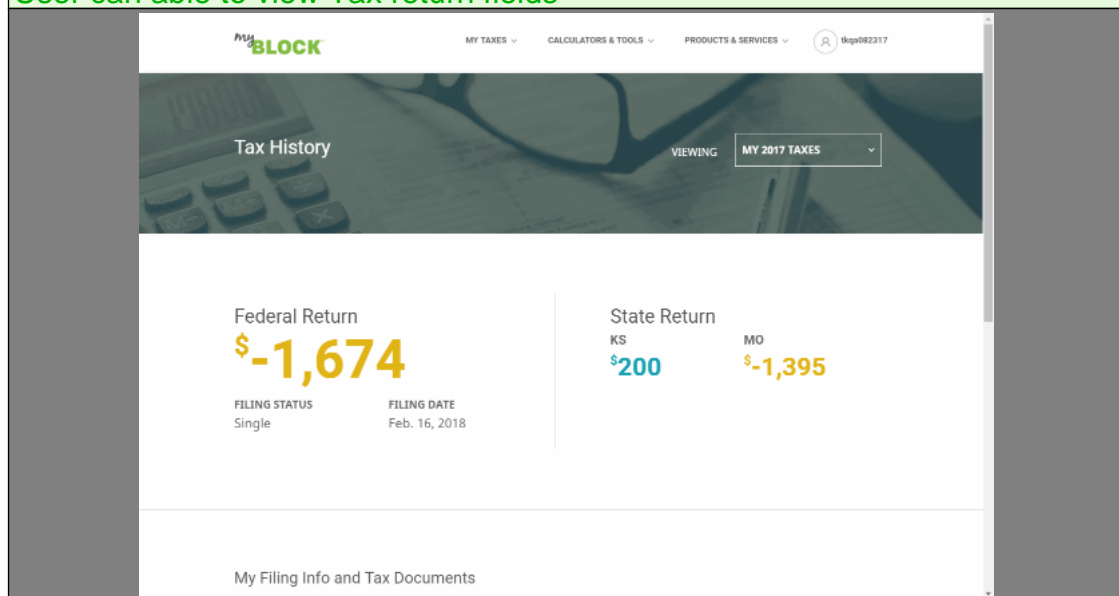 User can able to view Tax return fields
my BLOCK
MY TAXES CALCULATORS & TOOLS PRODUCTS & SERVICES tkqa082317
Tax History
VIEWING MY 2017 TAXES
Federal Return
$-1,674
FILING STATUS FILING DATE
Single Feb. 16, 2018
State Return
KS MO
$200 $-1,395
My Filing Info and Tax Documents